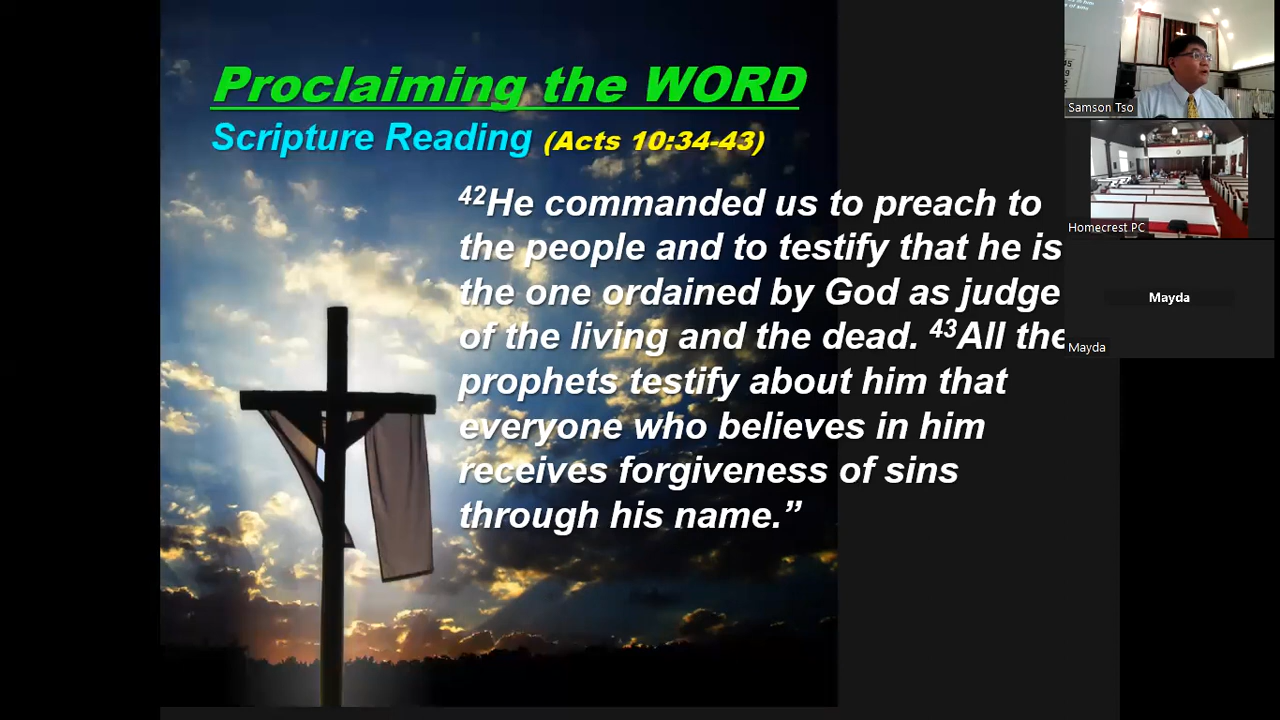 Proclaiming the WORD
Scripture Reading (Acts 10:34-43)
42He commanded us to preach to
the people and to testify that he is
the one ordained by God as judge
of the living and the dead. 43All the
prophets testify about him that
everyone who believes in him
receives forgiveness of sins
through his name.”
Samson Tso
Homecrest PC
Mayda
Mayda